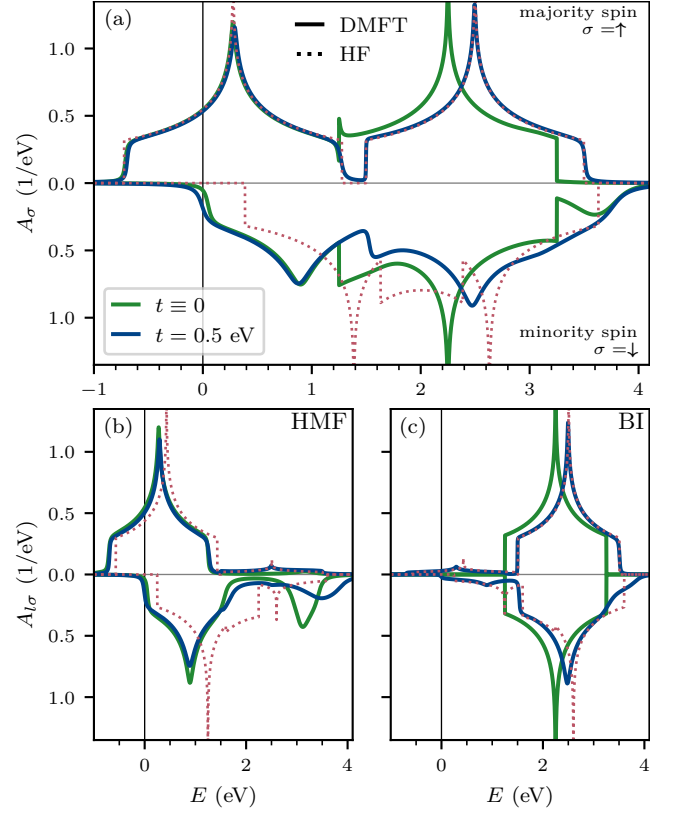 (a)
DMFT
HF
majority spin
σ =↑
1.0
0.5
0.0
0.5
1.0
A_σ (1/eV)
t ≡ 0
t = 0.5 eV
minority spin
σ =↓
−1 0 1 2 3 4
(b) HMF
(c) BI
1.0
0.5
0.0
0.5
1.0
A_{lσ} (1/eV)
0 2 4
0 2 4
E (eV)
E (eV)